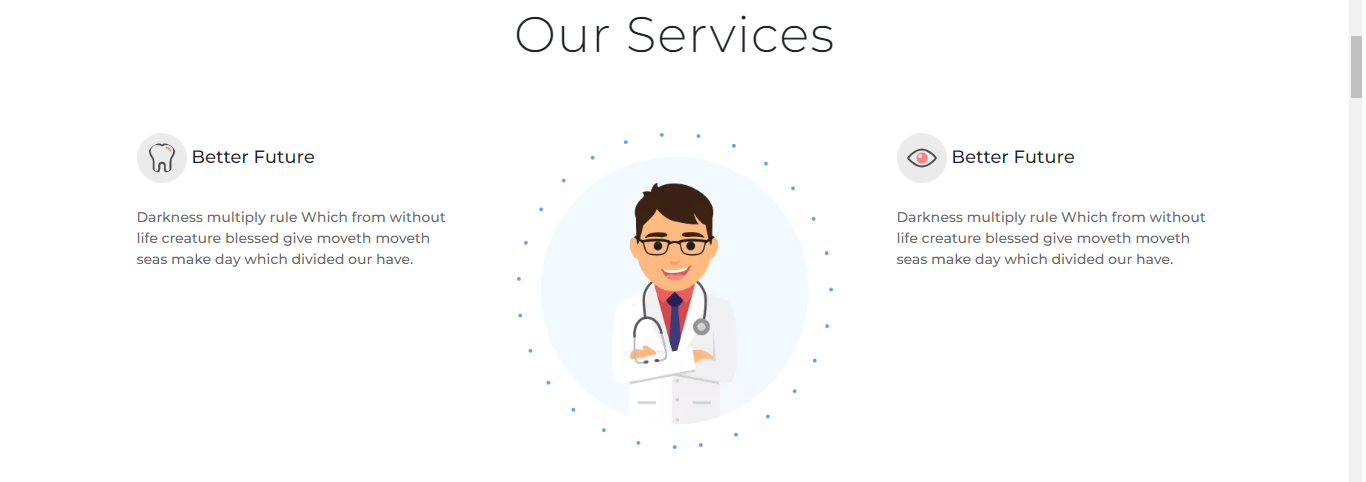 Our Services
Better Future
Darkness multiply rule Which from without
life creature blessed give moveth moveth
seas make day which divided our have.
Better Future
Darkness multiply rule Which from without
life creature blessed give moveth moveth
seas make day which divided our have.